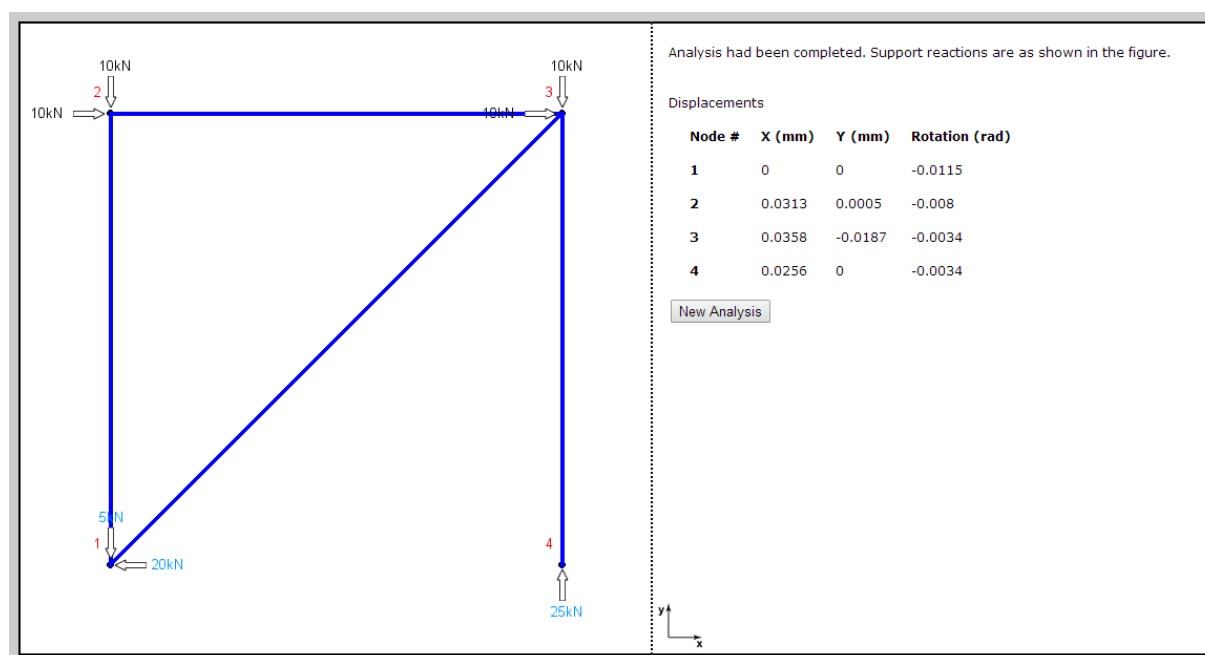 10kN
10kN
2
3
10kN
10kN
5kN
1
4
20kN
25kN
Analysis had been completed. Support reactions are as shown in the figure.
Displacements
Node # X (mm) Y (mm) Rotation (rad)
1 0 0 -0.0115
2 0.0313 0.0005 -0.008
3 0.0358 -0.0187 -0.0034
4 0.0256 0 -0.0034
New Analysis
y
x